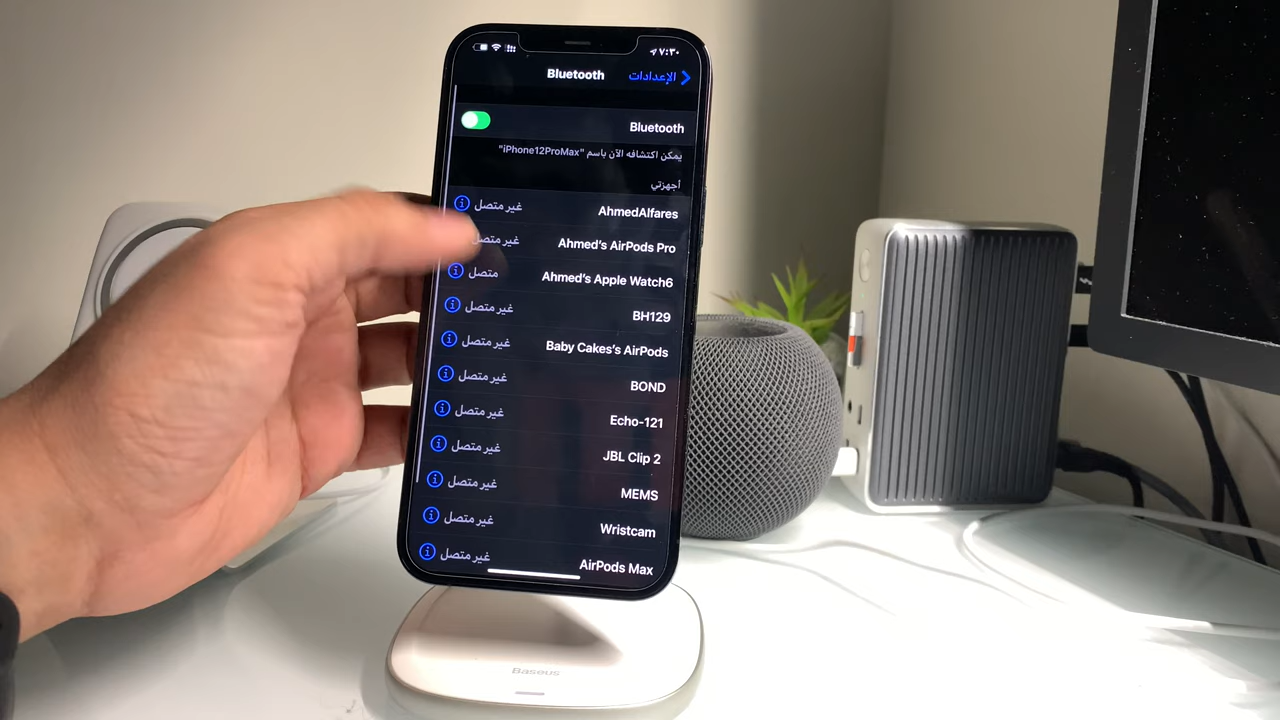 ٧:٣٠
الإعدادات Bluetooth
Bluetooth
يمكن اكتشافه الآن باسم "iPhone12ProMax"
أجهزتي
AhmedAlfares غير متصل
Ahmed's AirPods Pro متصل
Ahmed's Apple Watch6 متصل
BH129 غير متصل
Baby Cakes's AirPods غير متصل
BOND غير متصل
Echo-121 غير متصل
JBL Clip 2 غير متصل
MEMS غير متصل
Wristcam غير متصل
AirPods Max غير متصل
Baseus